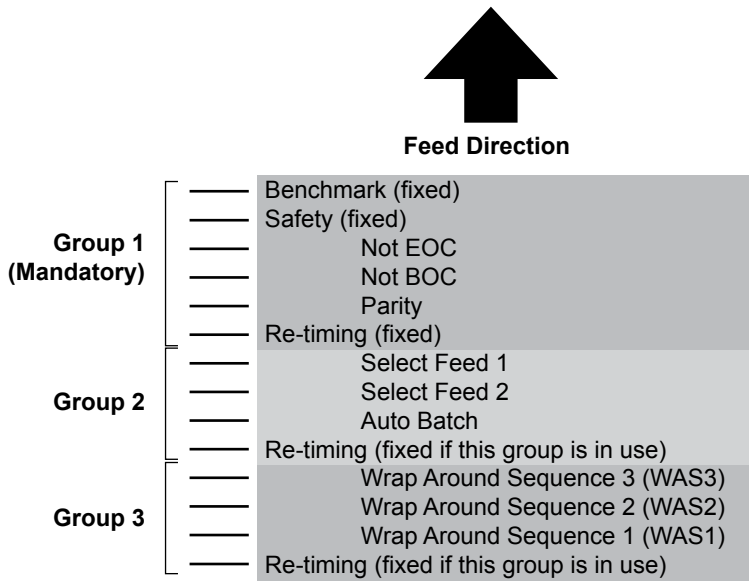 Feed Direction
Group 1
(Mandatory)
Benchmark (fixed)
Safety (fixed)
Not EOC
Not BOC
Parity
Re-timing (fixed)
Group 2
Select Feed 1
Select Feed 2
Auto Batch
Re-timing (fixed if this group is in use)
Group 3
Wrap Around Sequence 3 (WAS3)
Wrap Around Sequence 2 (WAS2)
Wrap Around Sequence 1 (WAS1)
Re-timing (fixed if this group is in use)